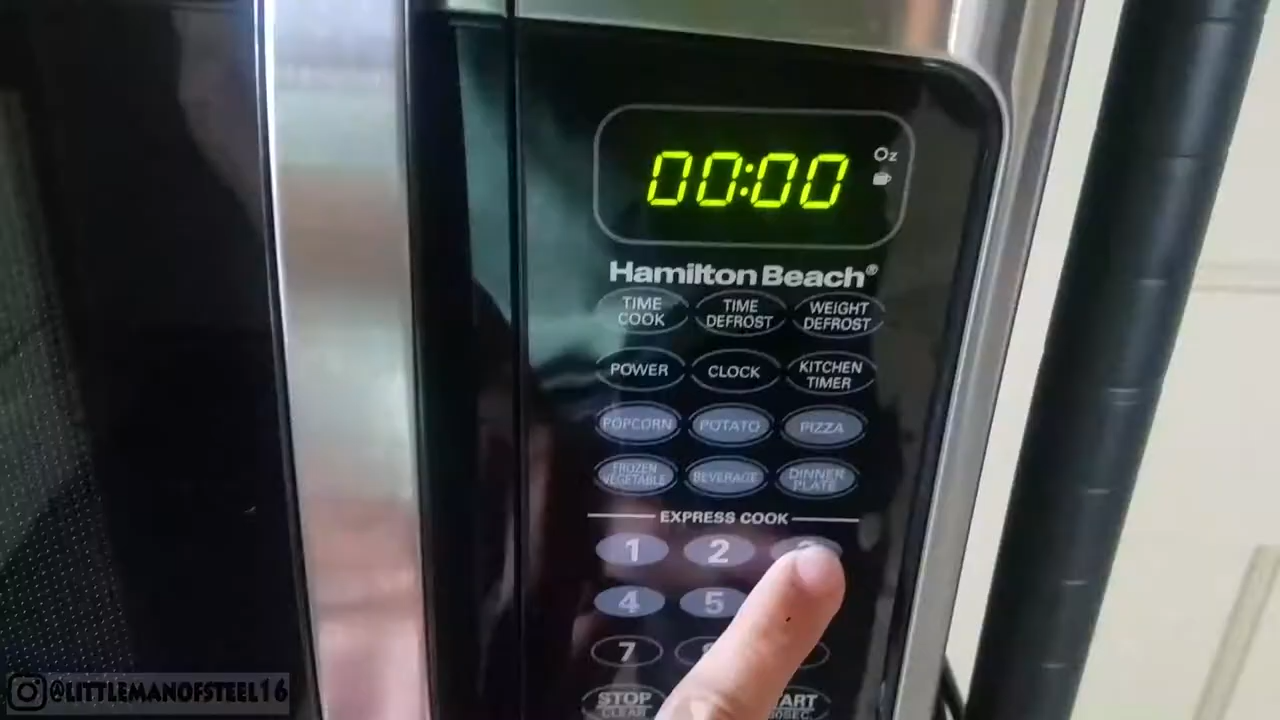 00:00
Oz
Hamilton Beach®
TIME COOK
TIME DEFROST
WEIGHT DEFROST
POWER
CLOCK
KITCHEN TIMER
POPCORN
POTATO
PIZZA
FROZEN VEGETABLE
BEVERAGE
DINNER PLATE
EXPRESS COOK
1 2
4 5
7
STOP CLEAR
@LITTLEMANOFSTEEL16